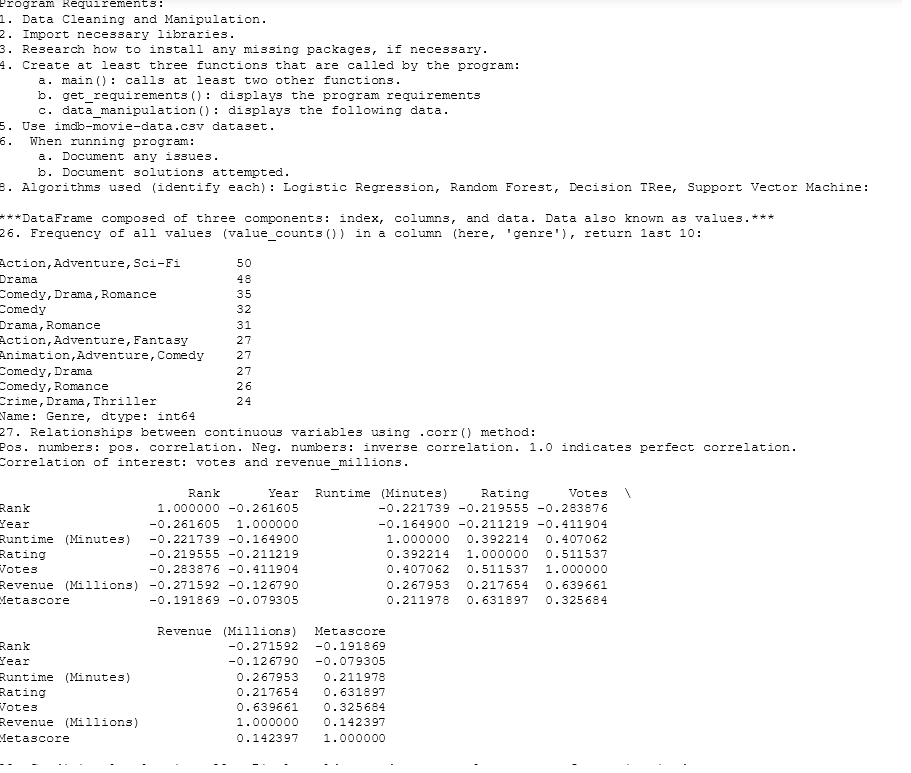 Program Requirements:
1. Data Cleaning and Manipulation.
2. Import necessary libraries.
3. Research how to install any missing packages, if necessary.
4. Create at least three functions that are called by the program:
a. main(): calls at least two other functions.
b. get_requirements(): displays the program requirements
c. data_manipulation(): displays the following data.
5. Use imdb-movie-data.csv dataset.
6. When running program:
a. Document any issues.
b. Document solutions attempted.
8. Algorithms used (identify each): Logistic Regression, Random Forest, Decision TRee, Support Vector Machine:
***DataFrame composed of three components: index, columns, and data. Data also known as values.***
26. Frequency of all values (value_counts()) in a column (here, 'genre'), return last 10:
Action,Adventure,Sci-Fi 50
Drama 48
Comedy,Drama,Romance 35
Comedy 32
Drama,Romance 31
Action,Adventure,Fantasy 27
Animation,Adventure,Comedy 27
Comedy,Drama 27
Comedy,Romance 26
Crime,Drama,Thriller 24
Name: Genre, dtype: int64
27. Relationships between continuous variables using .corr() method:
Pos. numbers: pos. correlation. Neg. numbers: inverse correlation. 1.0 indicates perfect correlation.
Correlation of interest: votes and revenue_millions.
Rank Year Runtime (Minutes) Rating Votes \
Rank 1.000000 -0.261605 -0.221739 -0.219555 -0.283876
Year -0.261605 1.000000 -0.164900 -0.211219 -0.411904
Runtime (Minutes) -0.221739 -0.164900 1.000000 0.392214 0.407062
Rating -0.219555 -0.211219 0.392214 1.000000 0.511537
Votes -0.283876 -0.411904 0.407062 0.511537 1.000000
Revenue (Millions) -0.271592 -0.126790 0.267953 0.217654 0.639661
Metascore -0.191869 -0.079305 0.211978 0.631897 0.325684
Revenue (Millions) Metascore
Rank -0.271592 -0.191869
Year -0.126790 -0.079305
Runtime (Minutes) 0.267953 0.211978
Rating 0.217654 0.631897
Votes 0.639661 0.325684
Revenue (Millions) 1.000000 0.142397
Metascore 0.142397 1.000000